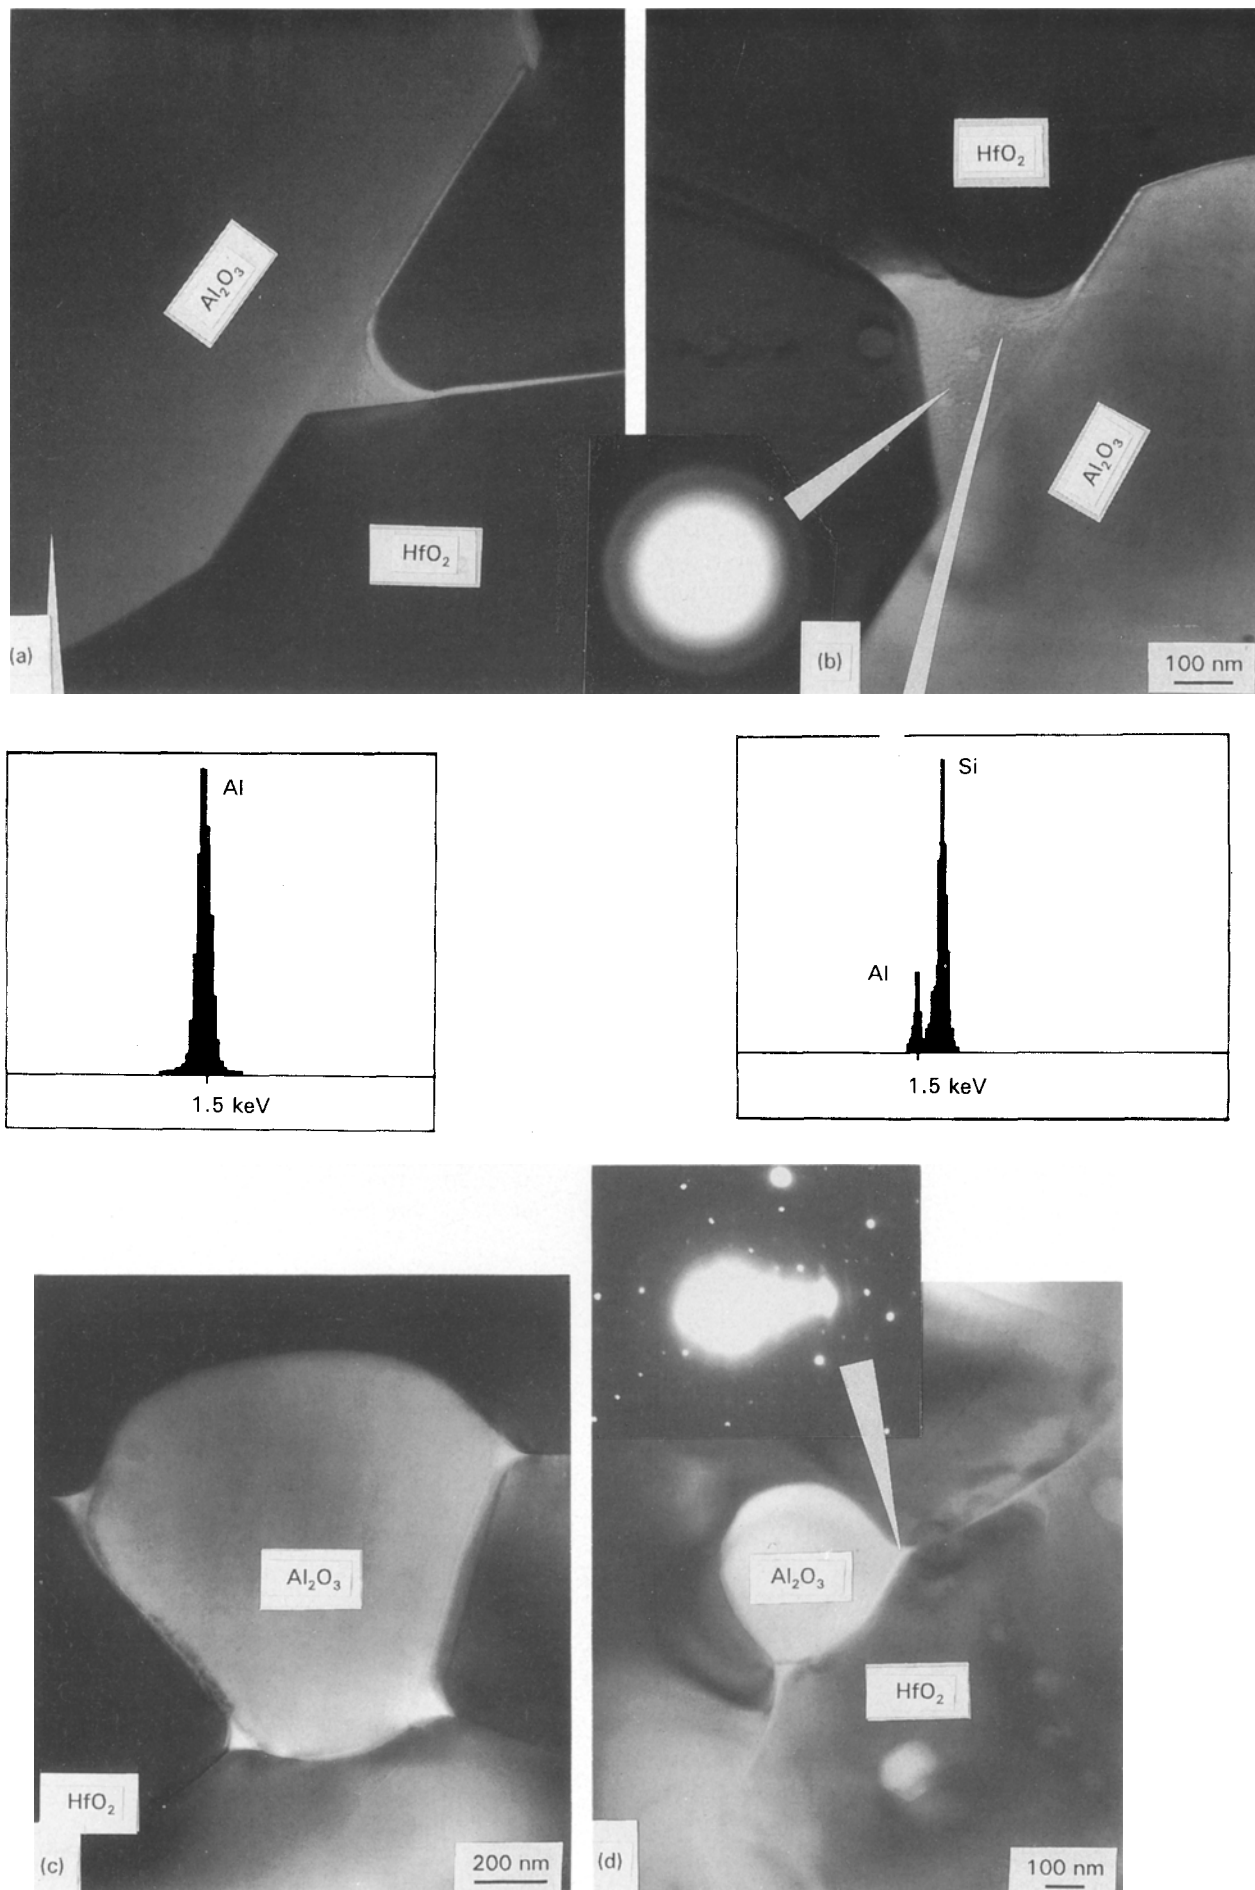 Al₂O₃
HfO₂
(a)
HfO₂
Al₂O₃
(b)
100 nm
Al
1.5 keV
Si
Al
1.5 keV
Al₂O₃
HfO₂
(c)
200 nm
Al₂O₃
HfO₂
(d)
100 nm